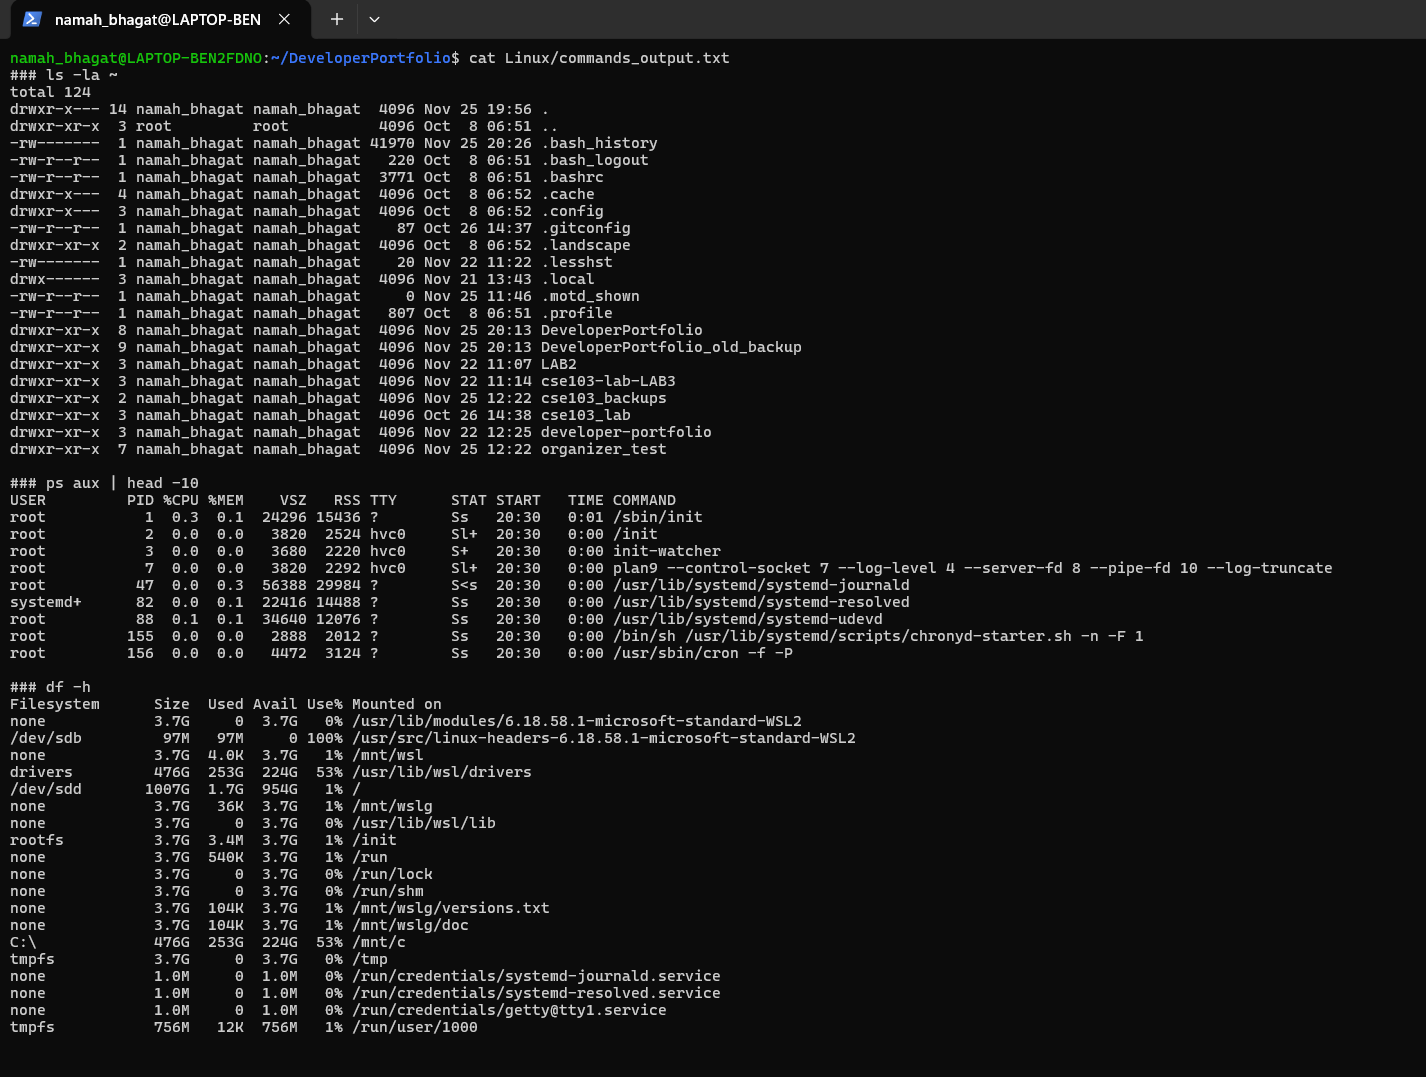 namah_bhagat@LAPTOP-BEN
namah_bhagat@LAPTOP-BEN2FDNO:~/DeveloperPortfolio$ cat Linux/commands_output.txt
### ls -la ~
total 124
drwxr-x--- 14 namah_bhagat namah_bhagat  4096 Nov 25 19:56 .
drwxr-xr-x  3 root         root          4096 Oct  8 06:51 ..
-rw-------  1 namah_bhagat namah_bhagat 41970 Nov 25 20:26 .bash_history
-rw-r--r--  1 namah_bhagat namah_bhagat   220 Oct  8 06:51 .bash_logout
-rw-r--r--  1 namah_bhagat namah_bhagat  3771 Oct  8 06:51 .bashrc
drwxr-x---  4 namah_bhagat namah_bhagat  4096 Oct  8 06:52 .cache
drwxr-x---  3 namah_bhagat namah_bhagat  4096 Oct  8 06:52 .config
-rw-r--r--  1 namah_bhagat namah_bhagat    87 Oct 26 14:37 .gitconfig
drwxr-xr-x  2 namah_bhagat namah_bhagat  4096 Oct  8 06:52 .landscape
-rw-------  1 namah_bhagat namah_bhagat    20 Nov 22 11:22 .lesshst
drwx------  3 namah_bhagat namah_bhagat  4096 Nov 21 13:43 .local
-rw-r--r--  1 namah_bhagat namah_bhagat     0 Nov 25 11:46 .motd_shown
-rw-r--r--  1 namah_bhagat namah_bhagat   807 Oct  8 06:51 .profile
drwxr-xr-x  8 namah_bhagat namah_bhagat  4096 Nov 25 20:13 DeveloperPortfolio
drwxr-xr-x  9 namah_bhagat namah_bhagat  4096 Nov 25 20:13 DeveloperPortfolio_old_backup
drwxr-xr-x  3 namah_bhagat namah_bhagat  4096 Nov 22 11:07 LAB2
drwxr-xr-x  3 namah_bhagat namah_bhagat  4096 Nov 22 11:14 cse103-lab-LAB3
drwxr-xr-x  2 namah_bhagat namah_bhagat  4096 Nov 25 12:22 cse103_backups
drwxr-xr-x  3 namah_bhagat namah_bhagat  4096 Oct 26 14:38 cse103_lab
drwxr-xr-x  3 namah_bhagat namah_bhagat  4096 Nov 22 12:25 developer-portfolio
drwxr-xr-x  7 namah_bhagat namah_bhagat  4096 Nov 25 12:22 organizer_test
### ps aux | head -10
USER         PID %CPU %MEM    VSZ   RSS TTY      STAT START   TIME COMMAND
root           1  0.3  0.1  24296 15436 ?        Ss   20:30   0:01 /sbin/init
root           2  0.0  0.0   3820  2524 hvc0     Sl+  20:30   0:00 /init
root           3  0.0  0.0   3680  2220 hvc0     S+   20:30   0:00 init-watcher
root           7  0.0  0.0   3820  2292 hvc0     Sl+  20:30   0:00 plan9 --control-socket 7 --log-level 4 --server-fd 8 --pipe-fd 10 --log-truncate
root          47  0.0  0.3  56388 29984 ?        S<s  20:30   0:00 /usr/lib/systemd/systemd-journald
systemd+      82  0.0  0.1  22416 14488 ?        Ss   20:30   0:00 /usr/lib/systemd/systemd-resolved
root          88  0.1  0.1  34640 12076 ?        Ss   20:30   0:00 /usr/lib/systemd/systemd-udevd
root         155  0.0  0.0   2888  2012 ?        Ss   20:30   0:00 /bin/sh /usr/lib/systemd/scripts/chronyd-starter.sh -n -F 1
root         156  0.0  0.0   4472  3124 ?        Ss   20:30   0:00 /usr/sbin/cron -f -P
### df -h
Filesystem      Size  Used Avail Use% Mounted on
none            3.7G     0  3.7G   0% /usr/lib/modules/6.18.58.1-microsoft-standard-WSL2
/dev/sdb         97M   97M     0 100% /usr/src/linux-headers-6.18.58.1-microsoft-standard-WSL2
none            3.7G  4.0K  3.7G   1% /mnt/wsl
drivers         476G  253G  224G  53% /usr/lib/wsl/drivers
/dev/sdd       1007G  1.7G  954G   1% /
none            3.7G   36K  3.7G   1% /mnt/wslg
none            3.7G     0  3.7G   0% /usr/lib/wsl/lib
rootfs          3.7G  3.4M  3.7G   1% /init
none            3.7G  540K  3.7G   1% /run
none            3.7G     0  3.7G   0% /run/lock
none            3.7G     0  3.7G   0% /run/shm
none            3.7G  104K  3.7G   1% /mnt/wslg/versions.txt
none            3.7G  104K  3.7G   1% /mnt/wslg/doc
C:\             476G  253G  224G  53% /mnt/c
tmpfs           3.7G     0  3.7G   0% /tmp
none            1.0M     0  1.0M   0% /run/credentials/systemd-journald.service
none            1.0M     0  1.0M   0% /run/credentials/systemd-resolved.service
none            1.0M     0  1.0M   0% /run/credentials/getty@tty1.service
tmpfs           756M   12K  756M   1% /run/user/1000